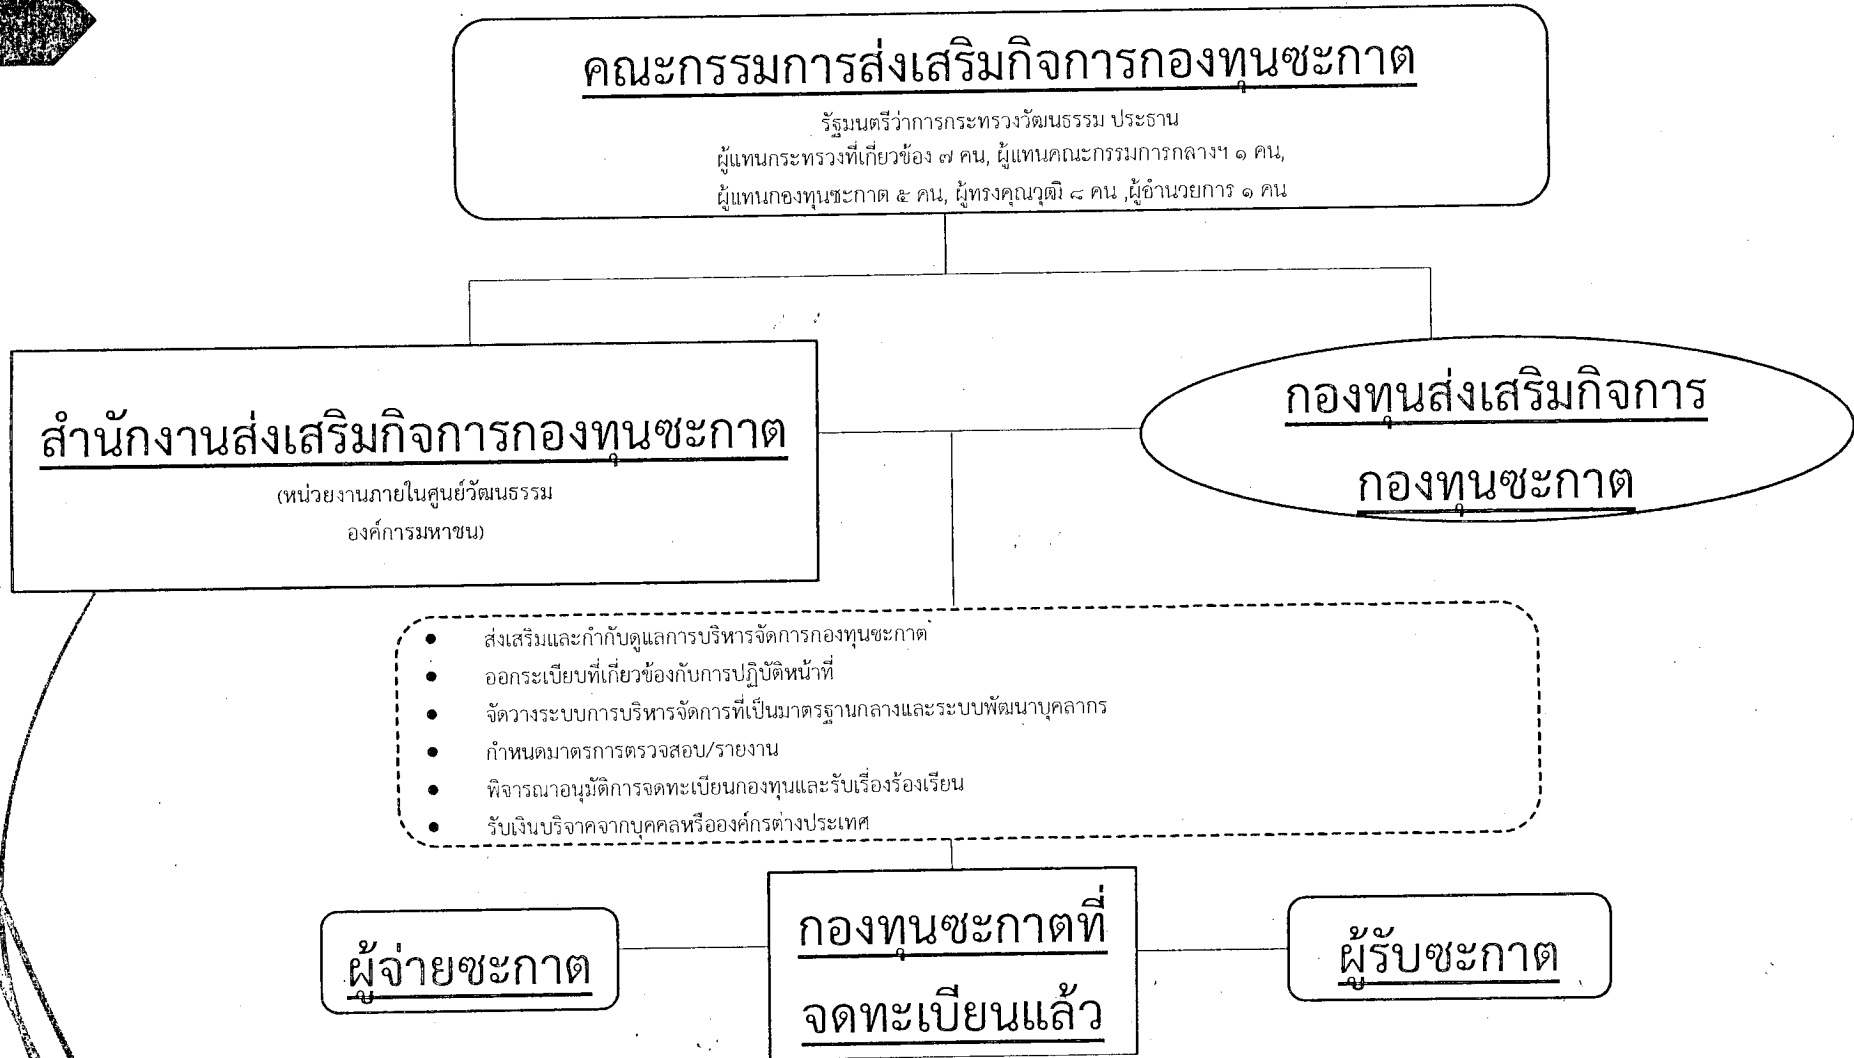 คณะกรรมการส่งเสริมกิจการกองทุนซะกาต
รัฐมนตรีว่าการกระทรวงวัฒนธรรม ประธาน
ผู้แทนกระทรวงที่เกี่ยวข้อง ๗ คน, ผู้แทนคณะกรรมการกลางฯ ๑ คน,
ผู้แทนกองทุนซะกาต ๕ คน, ผู้ทรงคุณวุฒิ ๘ คน ,ผู้อำนวยการ ๑ คน
สำนักงานส่งเสริมกิจการกองทุนซะกาต
(หน่วยงานภายในศูนย์วัฒนธรรม
องค์การมหาชน)
กองทุนส่งเสริมกิจการ
กองทุนซะกาต
● ส่งเสริมและกำกับดูแลการบริหารจัดการกองทุนซะกาต
● ออกระเบียบที่เกี่ยวข้องกับการปฏิบัติหน้าที่
● จัดวางระบบการบริหารจัดการที่เป็นมาตรฐานกลางและระบบพัฒนาบุคลากร
● กำหนดมาตรการตรวจสอบ/รายงาน
● พิจารณาอนุมัติการจดทะเบียนกองทุนและรับเรื่องร้องเรียน
● รับเงินบริจาคจากบุคคลหรือองค์กรต่างประเทศ
ผู้จ่ายซะกาต
กองทุนซะกาตที่
จดทะเบียนแล้ว
ผู้รับซะกาต